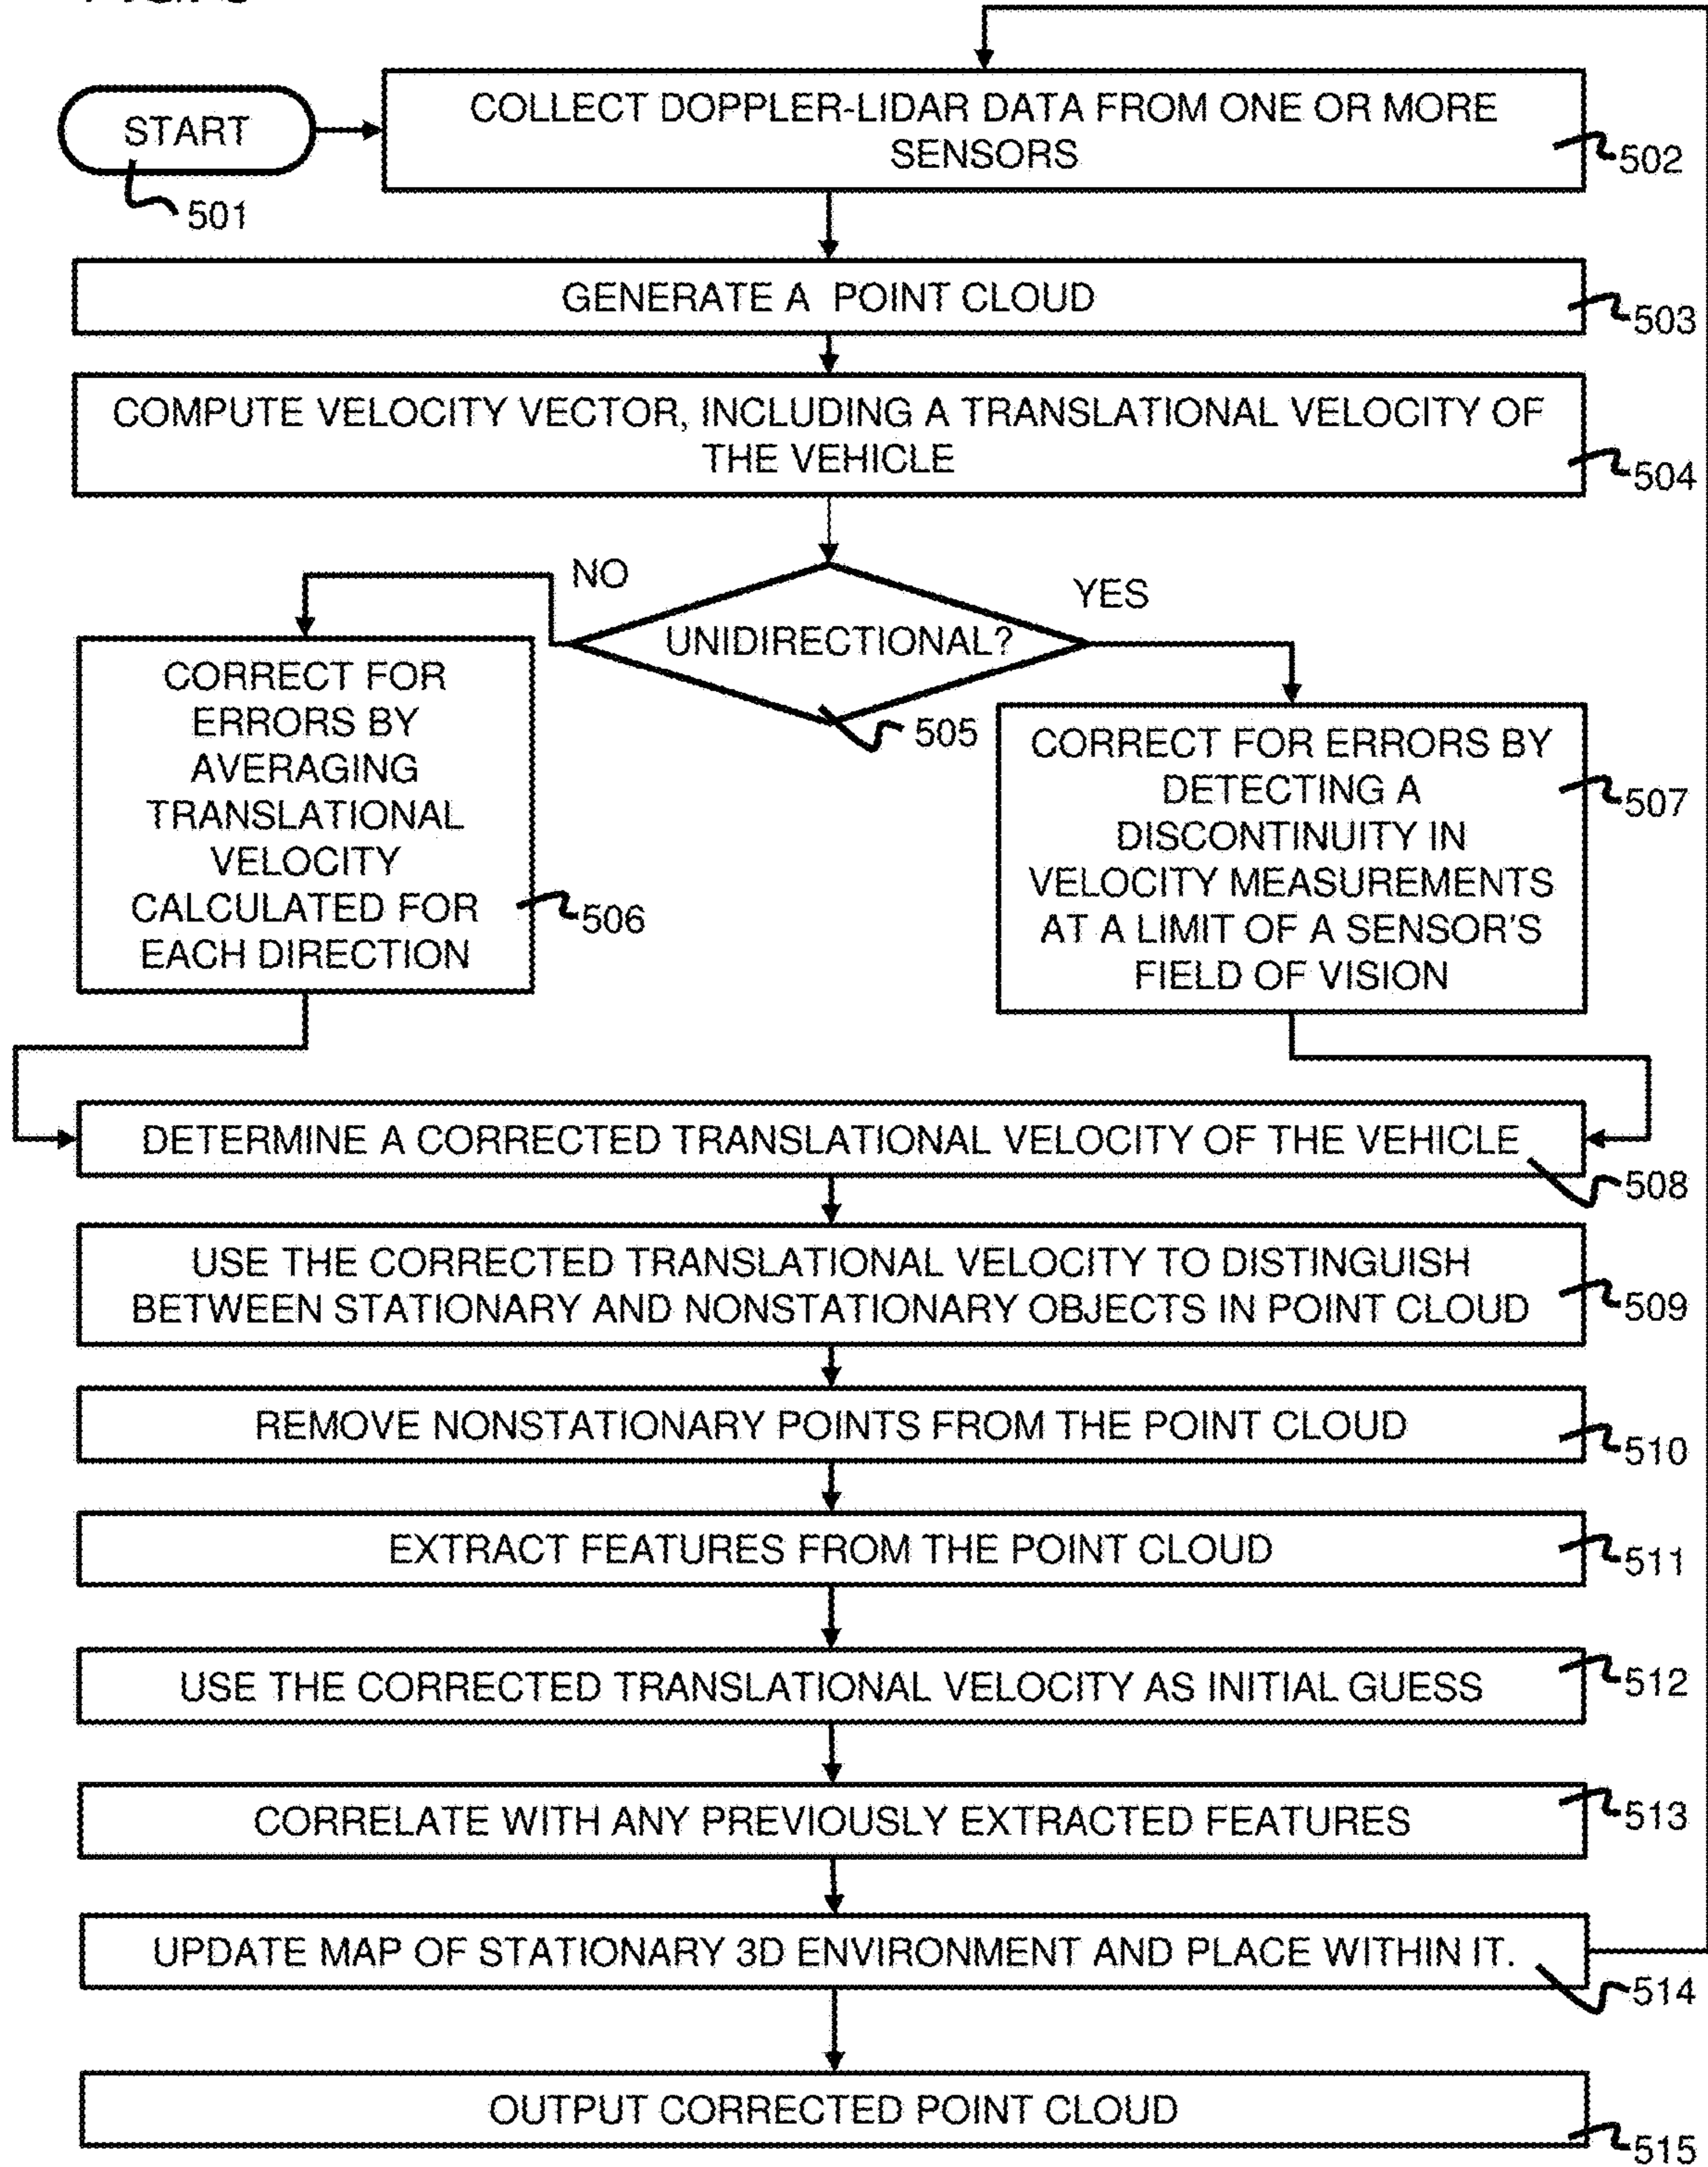 COLLECT DOPPLER-LIDAR DATA FROM ONE OR MORE
SENSORS
START
502
501
GENERATE A POINT CLOUD
503
COMPUTE VELOCITY VECTOR, INCLUDING A TRANSLATIONAL VELOCITY OF
THE VEHICLE
504
NO
YES
UNIDIRECTIONAL?
505
CORRECT FOR
ERRORS BY
AVERAGING
TRANSLATIONAL
VELOCITY
CALCULATED FOR
EACH DIRECTION
506
CORRECT FOR ERRORS BY
DETECTING A
DISCONTINUITY IN
VELOCITY MEASUREMENTS
AT A LIMIT OF A SENSOR'S
FIELD OF VISION
507
DETERMINE A CORRECTED TRANSLATIONAL VELOCITY OF THE VEHICLE
508
USE THE CORRECTED TRANSLATIONAL VELOCITY TO DISTINGUISH
BETWEEN STATIONARY AND NONSTATIONARY OBJECTS IN POINT CLOUD
509
REMOVE NONSTATIONARY POINTS FROM THE POINT CLOUD
510
EXTRACT FEATURES FROM THE POINT CLOUD
511
USE THE CORRECTED TRANSLATIONAL VELOCITY AS INITIAL GUESS
512
CORRELATE WITH ANY PREVIOUSLY EXTRACTED FEATURES
513
UPDATE MAP OF STATIONARY 3D ENVIRONMENT AND PLACE WITHIN IT.
514
OUTPUT CORRECTED POINT CLOUD
515